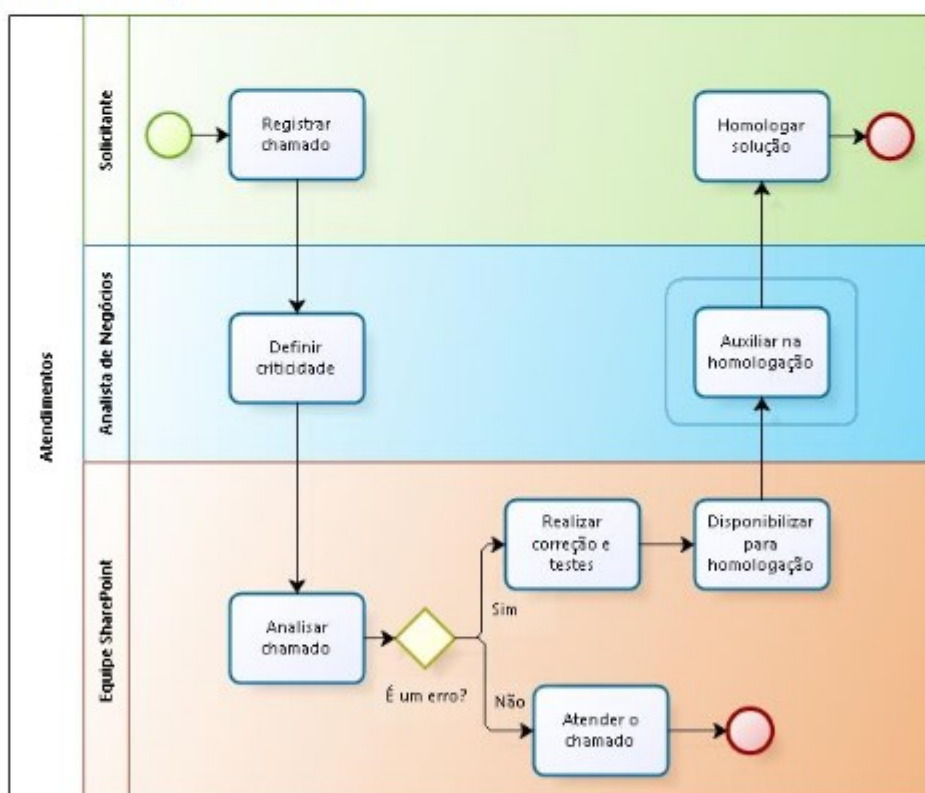 Atendimentos
Solicitante
Registrar
chamado
Homologar
solução
Analista de Negócios
Definir
criticidade
Auxiliar na
homologação
Equipe SharePoint
Analisar
chamado
É um erro?
Sim
Realizar
correção e
testes
Disponibilizar
para
homologação
Não
Atender o
chamado